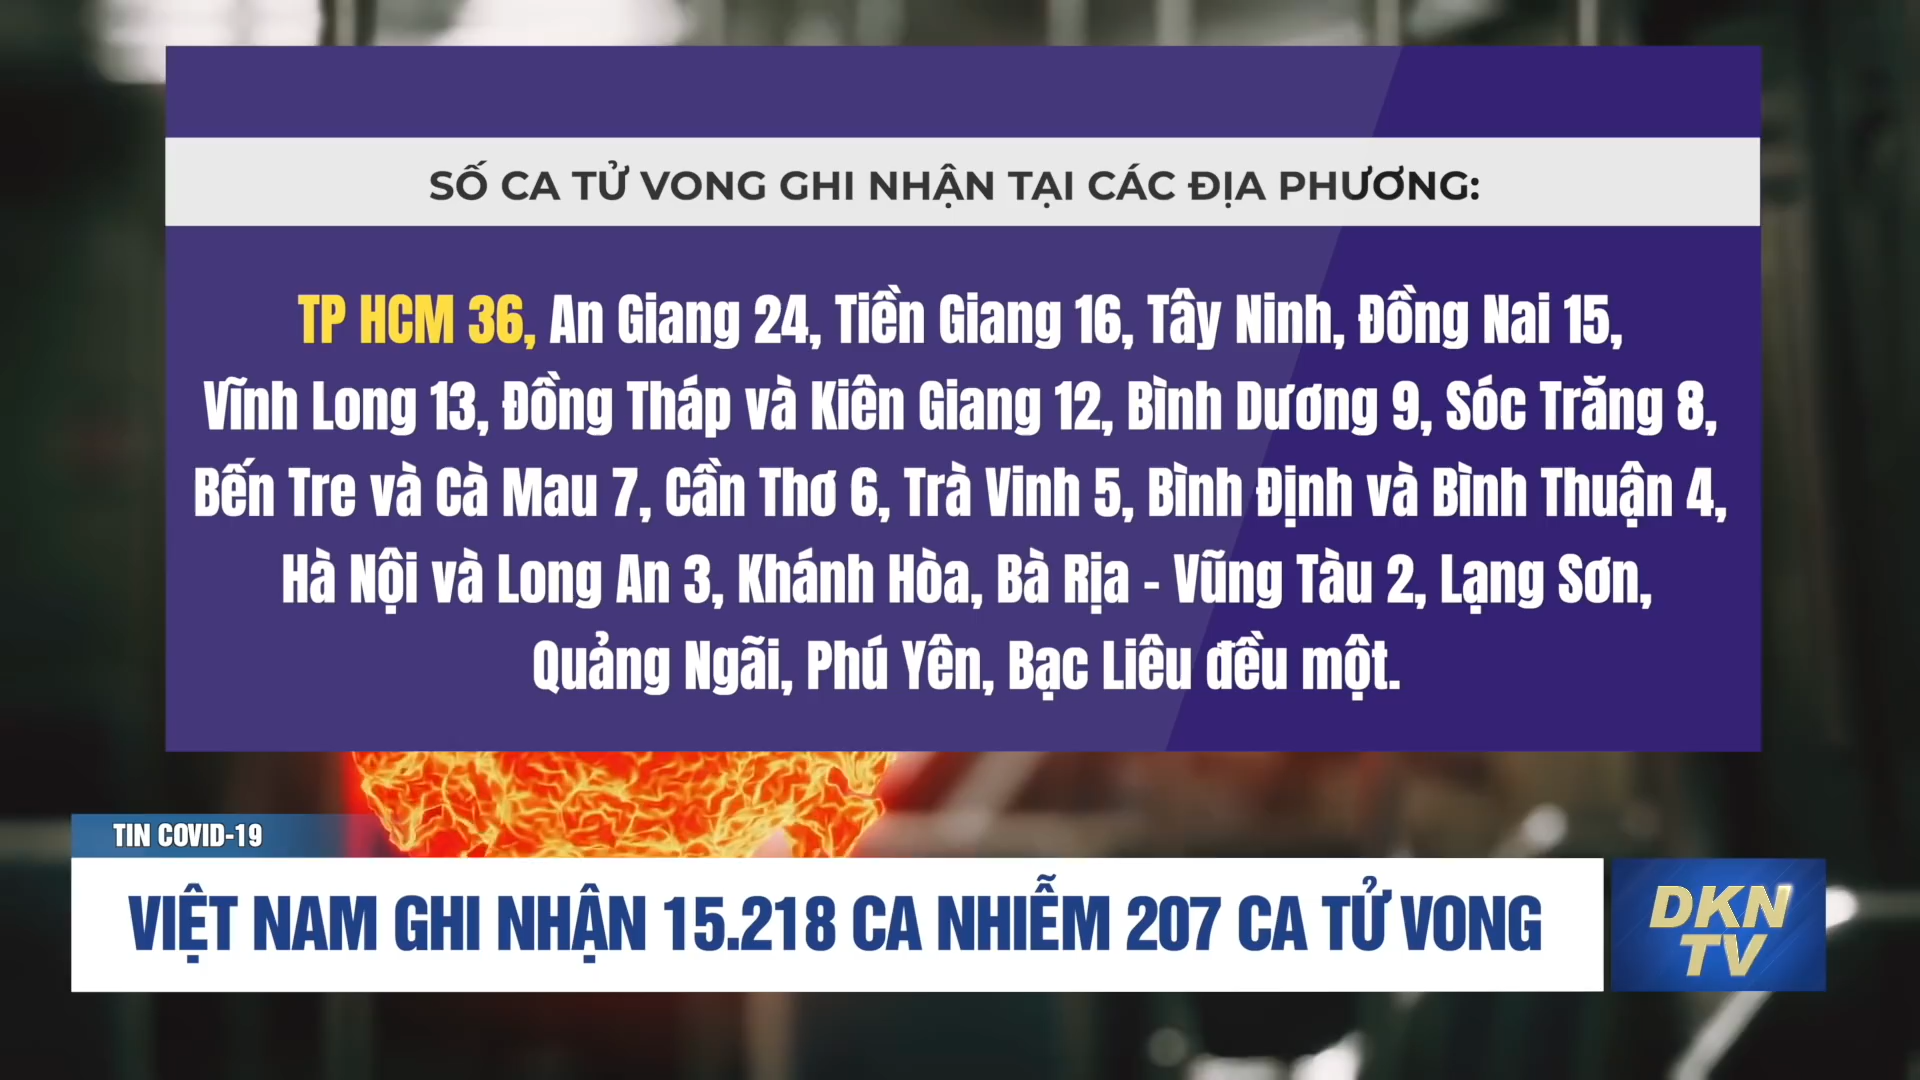 SỐ CA TỬ VONG GHI NHẬN TẠI CÁC ĐỊA PHƯƠNG:
TP HCM 36, An Giang 24, Tiền Giang 16, Tây Ninh, Đồng Nai 15,
Vĩnh Long 13, Đồng Tháp và Kiên Giang 12, Bình Dương 9, Sóc Trăng 8,
Bến Tre và Cà Mau 7, Cần Thơ 6, Trà Vinh 5, Bình Định và Bình Thuận 4,
Hà Nội và Long An 3, Khánh Hòa, Bà Rịa - Vũng Tàu 2, Lạng Sơn,
Quảng Ngãi, Phú Yên, Bạc Liêu đều một.
TIN COVID-19
VIỆT NAM GHI NHẬN 15.218 CA NHIỄM 207 CA TỬ VONG
DKN
TV